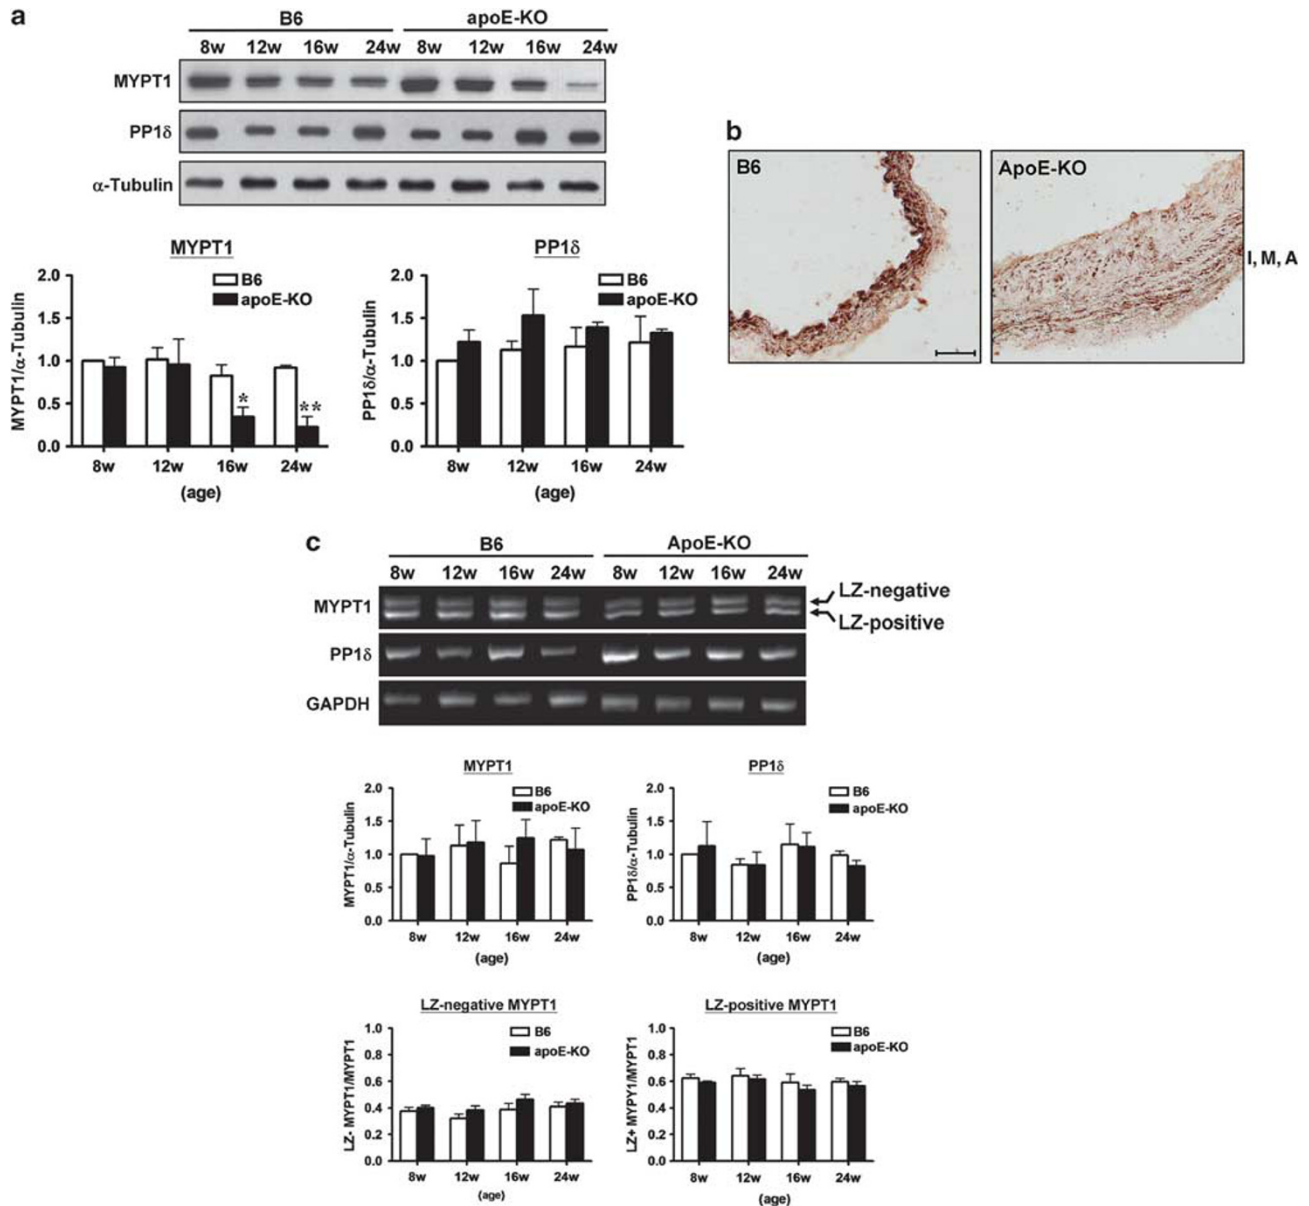 a
B6 apoE-KO
8w 12w 16w 24w 8w 12w 16w 24w
MYPT1
PP1δ
α-Tubulin
MYPT1
B6
apoE-KO
MYPT1/α-Tubulin
2.0
1.5
1.0
0.5
0.0
* **
8w 12w 16w 24w
(age)
PP1δ
B6
apoE-KO
PP1δ/α-Tubulin
2.0
1.5
1.0
0.5
0.0
8w 12w 16w 24w
(age)
b
B6
ApoE-KO
I, M, A
c
B6 ApoE-KO
8w 12w 16w 24w 8w 12w 16w 24w
MYPT1
LZ-negative
LZ-positive
PP1δ
GAPDH
MYPT1
B6
apoE-KO
MYPT1/α-Tubulin
2.0
1.5
1.0
0.5
0.0
8w 12w 16w 24w
(age)
PP1δ
B6
apoE-KO
PP1δ/α-Tubulin
2.0
1.5
1.0
0.5
0.0
8w 12w 16w 24w
(age)
LZ-negative MYPT1
B6
apoE-KO
LZ- MYPT1/MYPT1
1.0
0.8
0.6
0.4
0.2
0.0
8w 12w 16w 24w
(age)
LZ-positive MYPT1
B6
apoE-KO
LZ+ MYPY1/MYPT1
1.0
0.8
0.6
0.4
0.2
0.0
8w 12w 16w 24w
(age)